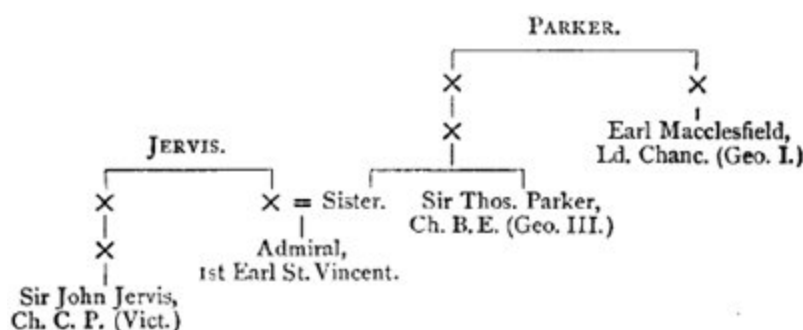 PARKER.
Earl Macclesfield,
Ld. Chanc. (Geo. I.)
JERVIS.
= Sister.
Sir Thos. Parker,
Ch. B.E. (Geo. III.)
Admiral,
1st Earl St. Vincent.
Sir John Jervis,
Ch. C. P. (Vict.)